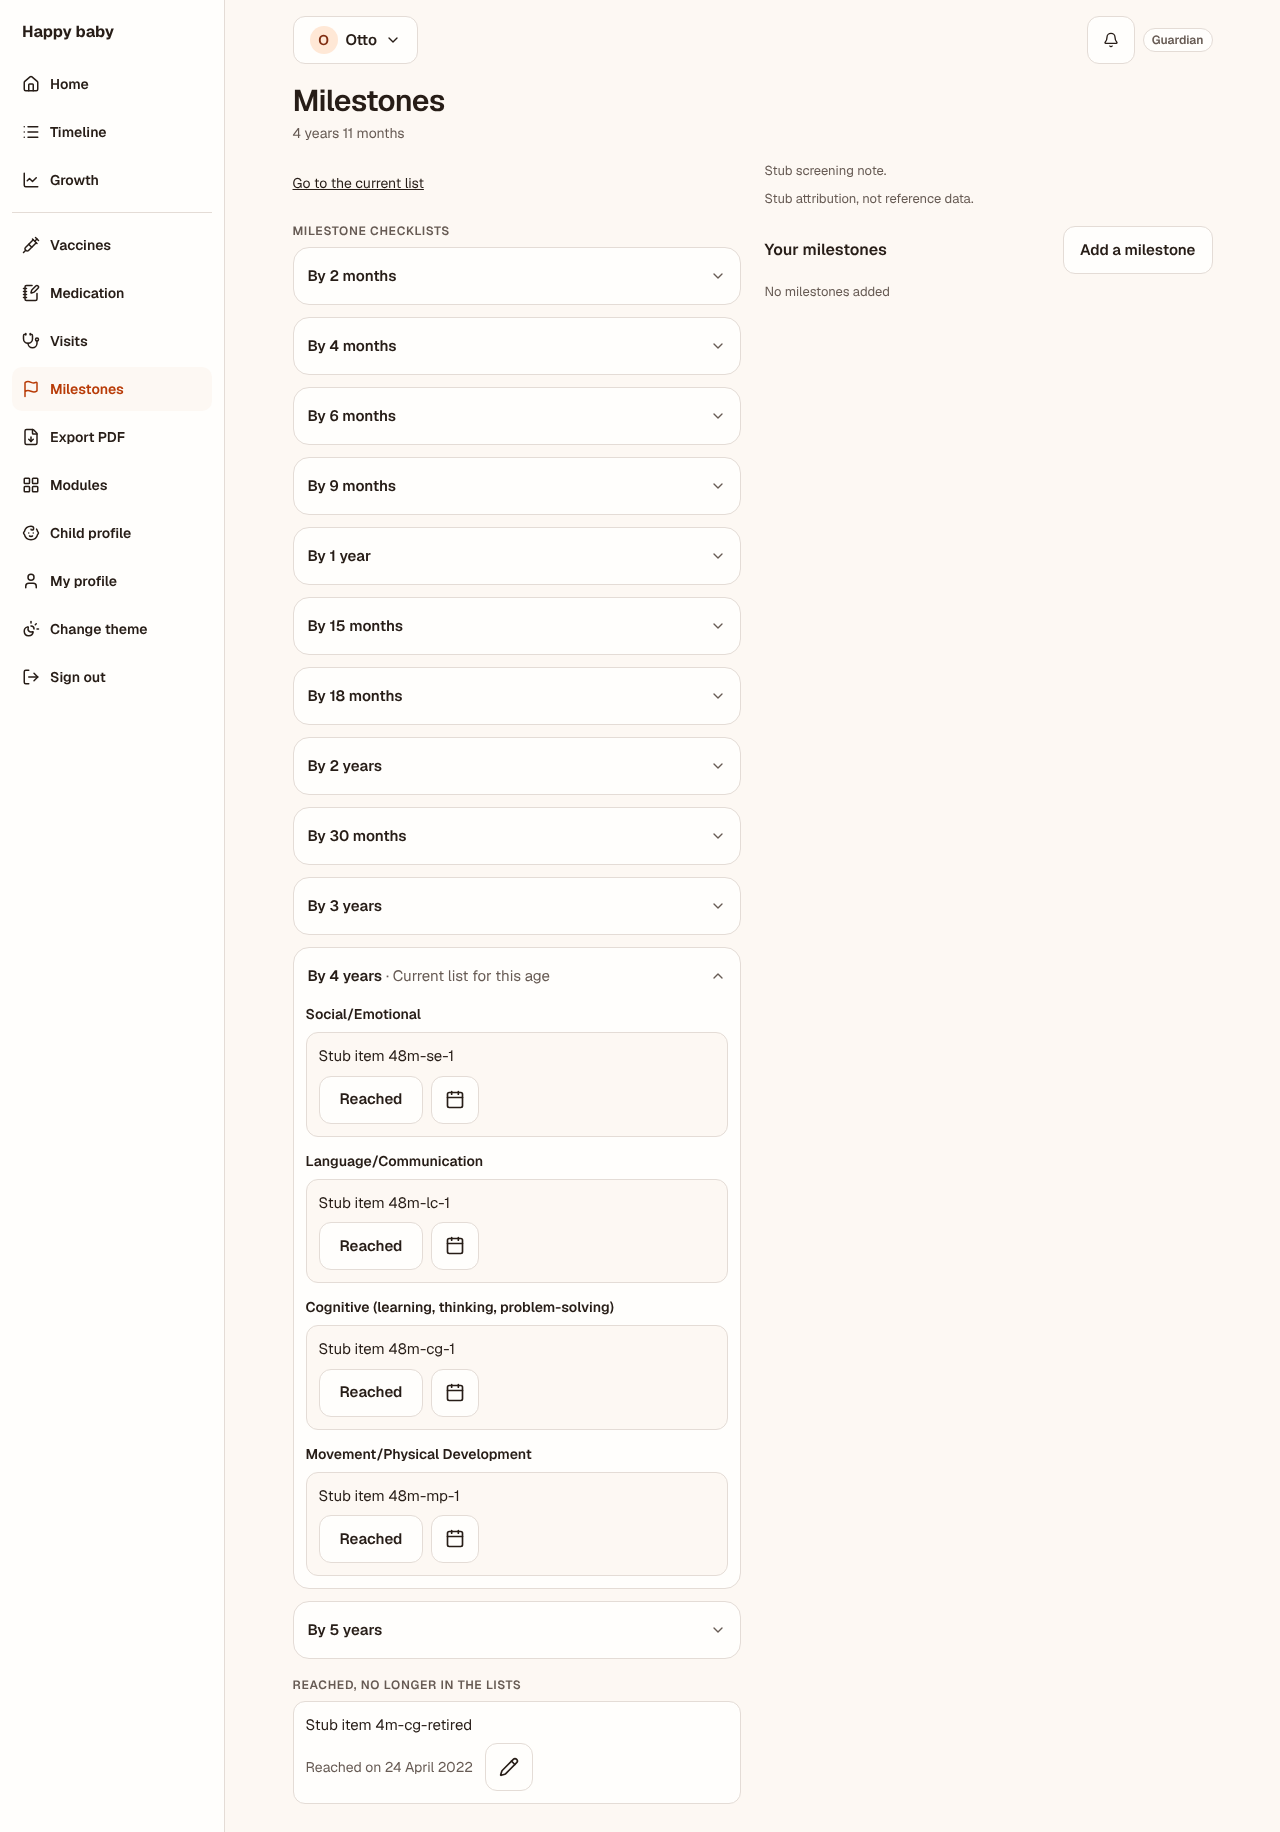 Happy baby
Home
Timeline
Growth
Vaccines
Medication
Visits
Milestones
Export PDF
Modules
Child profile
My profile
Change theme
Sign out
O Otto
Guardian
Milestones
4 years 11 months
Go to the current list
MILESTONE CHECKLISTS
By 2 months
By 4 months
By 6 months
By 9 months
By 1 year
By 15 months
By 18 months
By 2 years
By 30 months
By 3 years
By 4 years · Current list for this age
Social/Emotional
Stub item 48m-se-1
Reached
Language/Communication
Stub item 48m-lc-1
Reached
Cognitive (learning, thinking, problem-solving)
Stub item 48m-cg-1
Reached
Movement/Physical Development
Stub item 48m-mp-1
Reached
By 5 years
REACHED, NO LONGER IN THE LISTS
Stub item 4m-cg-retired
Reached on 24 April 2022
Stub screening note.
Stub attribution, not reference data.
Your milestones
Add a milestone
No milestones added